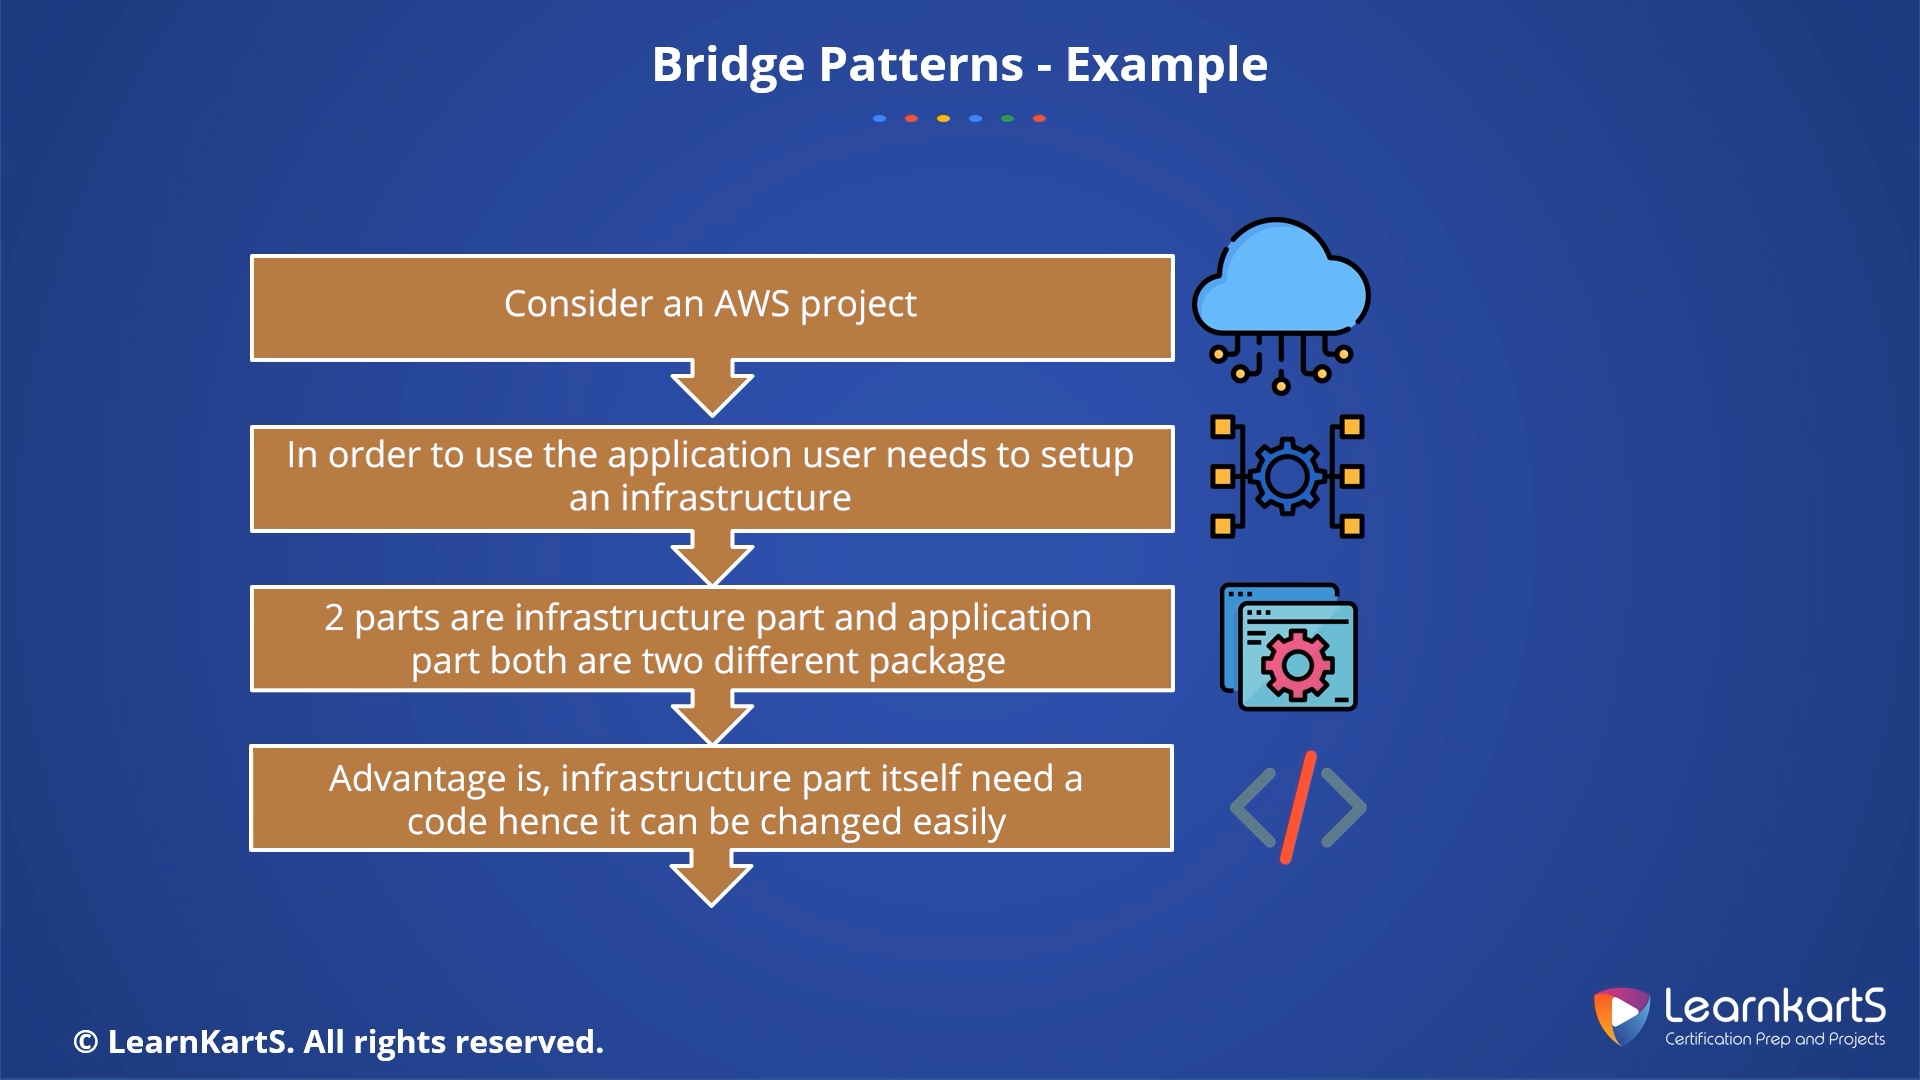 Bridge Patterns - Example
Consider an AWS project
In order to use the application user needs to setup
an infrastructure
2 parts are infrastructure part and application
part both are two different package
Advantage is, infrastructure part itself need a
code hence it can be changed easily
© LearnKartS. All rights reserved.
LearnkartS
Certification Prep and Projects